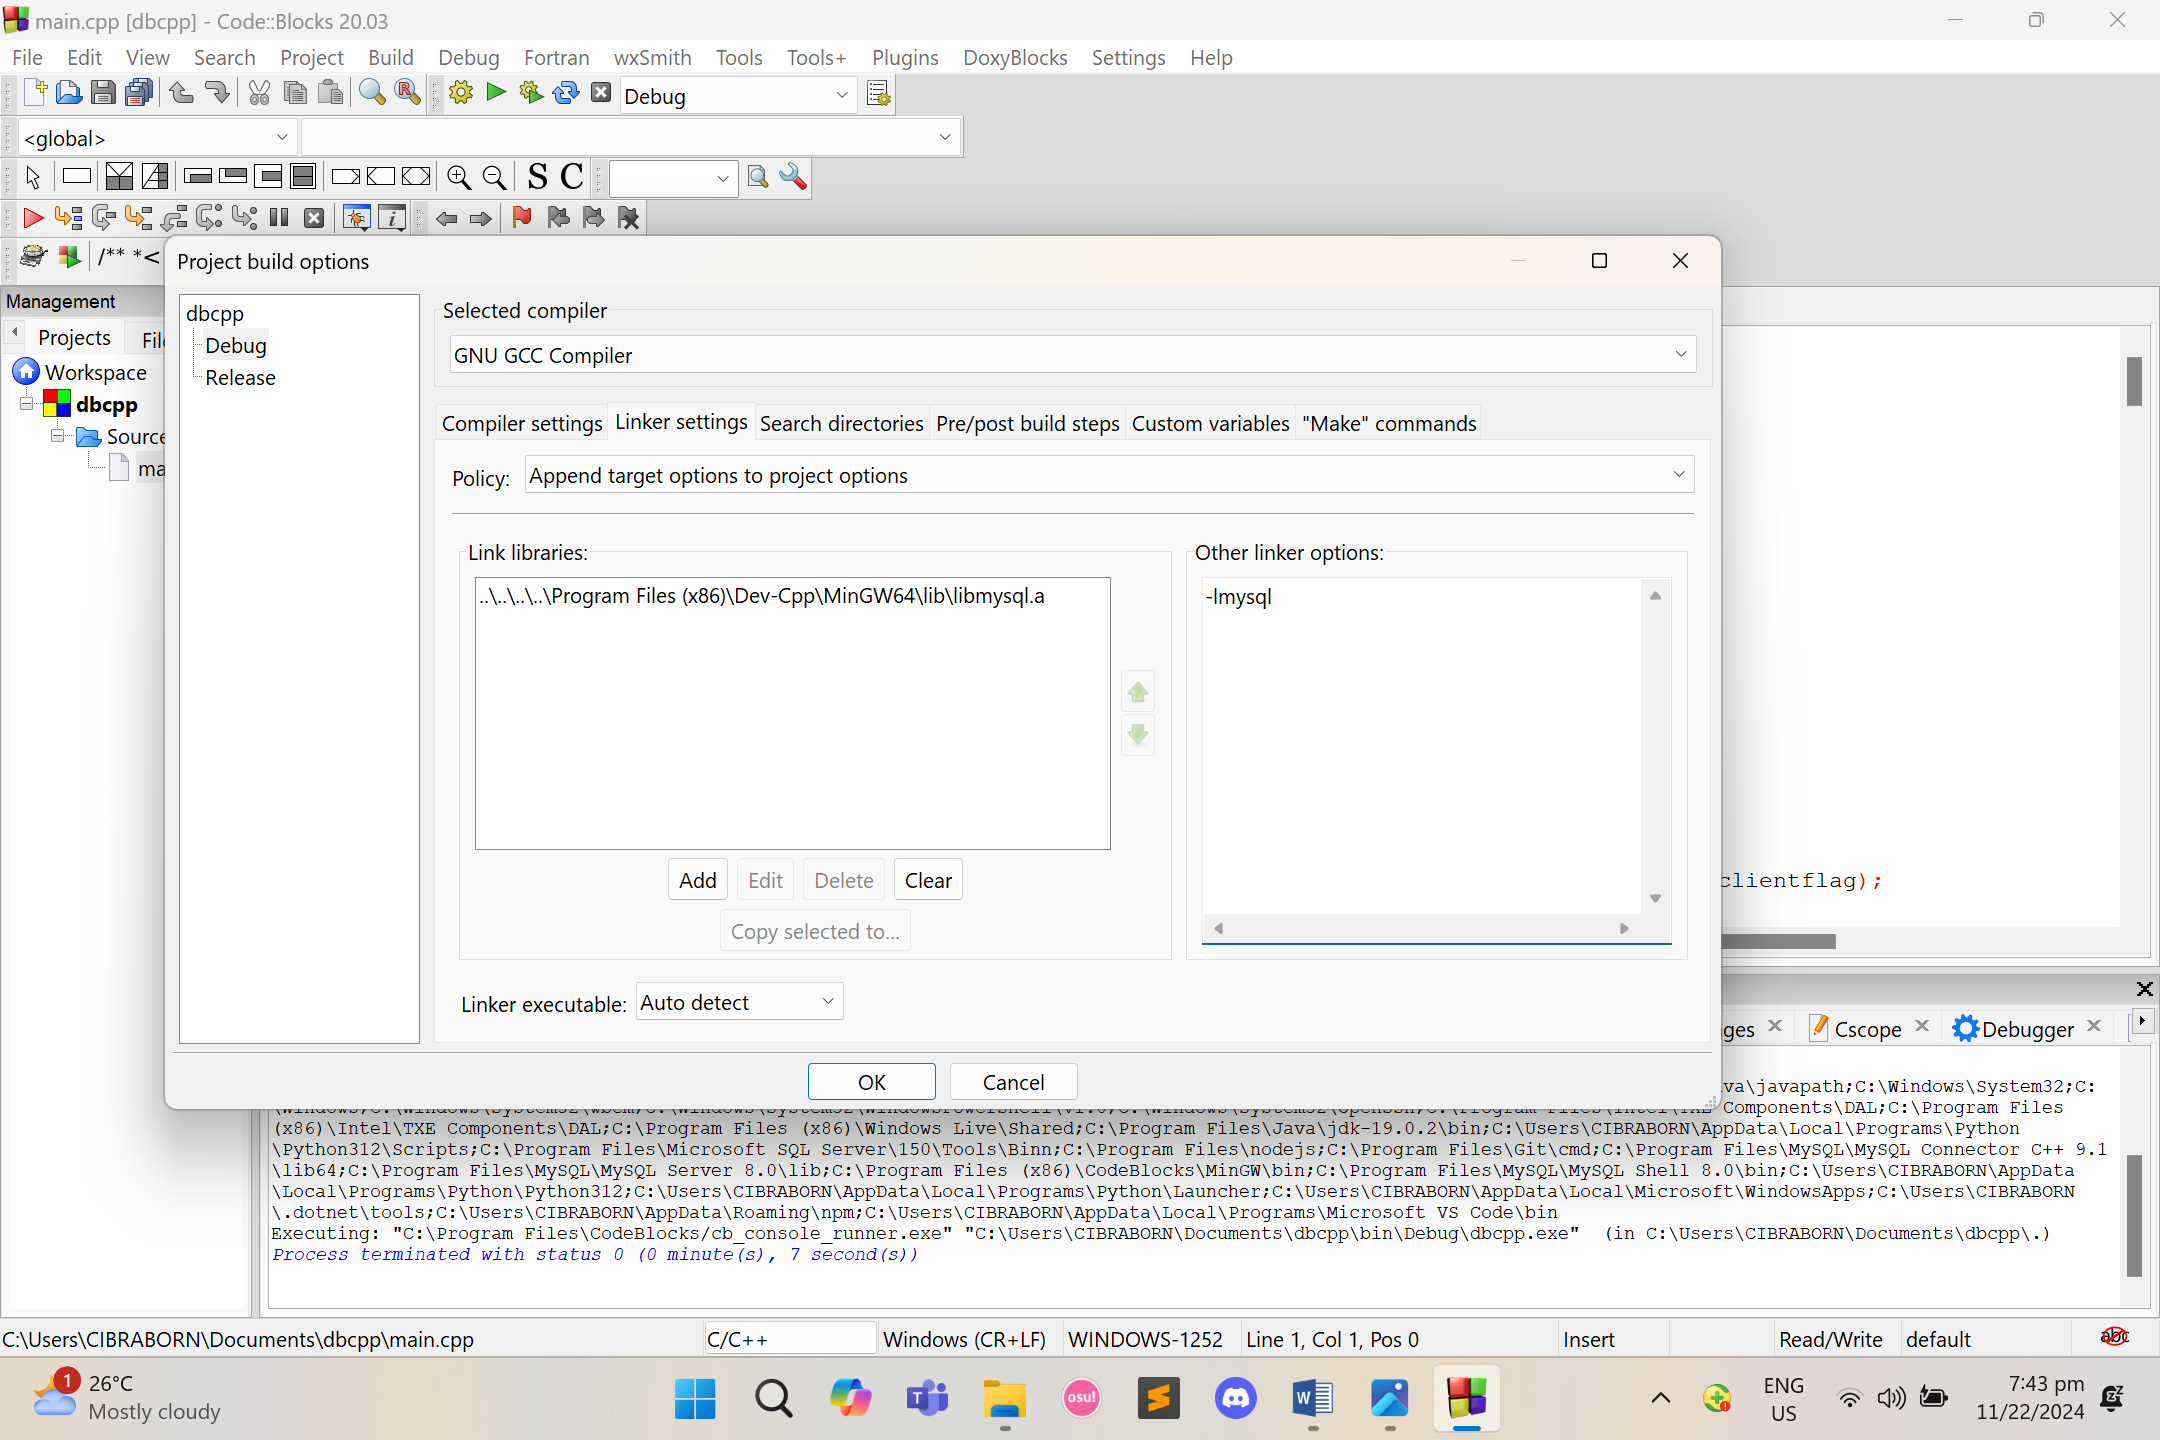 main.cpp [dbcpp] - Code::Blocks 20.03
File Edit View Search Project Build Debug Fortran wxSmith Tools Tools+ Plugins DoxyBlocks Settings Help
Debug
<global>
S C
/** *<
Project build options
Management
Projects
Workspace
dbcpp
dbcpp
Debug
Release
Selected compiler
GNU GCC Compiler
Compiler settings Linker settings Search directories Pre/post build steps Custom variables "Make" commands
Policy: Append target options to project options
Link libraries:
..\..\..\..\Program Files (x86)\Dev-Cpp\MinGW64\lib\libmysql.a
Other linker options:
-lmysql
Add Edit Delete Clear
Copy selected to...
Linker executable: Auto detect
OK Cancel
clientflag);
Cscope Debugger
va\javapath;C:\Windows\System32;C:
Components\DAL;C:\Program Files
(x86)\Intel\TXE Components\DAL;C:\Program Files (x86)\Windows Live\Shared;C:\Program Files\Java\jdk-19.0.2\bin;C:\Users\CIBRABORN\AppData\Local\Programs\Python
\Python312\Scripts;C:\Program Files\Microsoft SQL Server\150\Tools\Binn;C:\Program Files\nodejs;C:\Program Files\Git\cmd;C:\Program Files\MySQL\MySQL Connector C++ 9.1
\lib64;C:\Program Files\MySQL\MySQL Server 8.0\lib;C:\Program Files (x86)\CodeBlocks\MinGW\bin;C:\Program Files\MySQL\MySQL Shell 8.0\bin;C:\Users\CIBRABORN\AppData
\Local\Programs\Python\Python312;C:\Users\CIBRABORN\AppData\Local\Programs\Python\Launcher;C:\Users\CIBRABORN\AppData\Local\Microsoft\WindowsApps;C:\Users\CIBRABORN
\.dotnet\tools;C:\Users\CIBRABORN\AppData\Roaming\npm;C:\Users\CIBRABORN\AppData\Local\Programs\Microsoft VS Code\bin
Executing: "C:\Program Files\CodeBlocks/cb_console_runner.exe" "C:\Users\CIBRABORN\Documents\dbcpp\bin\Debug\dbcpp.exe" (in C:\Users\CIBRABORN\Documents\dbcpp\.)
Process terminated with status 0 (0 minute(s), 7 second(s))
C:\Users\CIBRABORN\Documents\dbcpp\main.cpp C/C++ Windows (CR+LF) WINDOWS-1252 Line 1, Col 1, Pos 0 Insert Read/Write default
1 26°C
Mostly cloudy
osu!
ENG
US
7:43 pm
11/22/2024